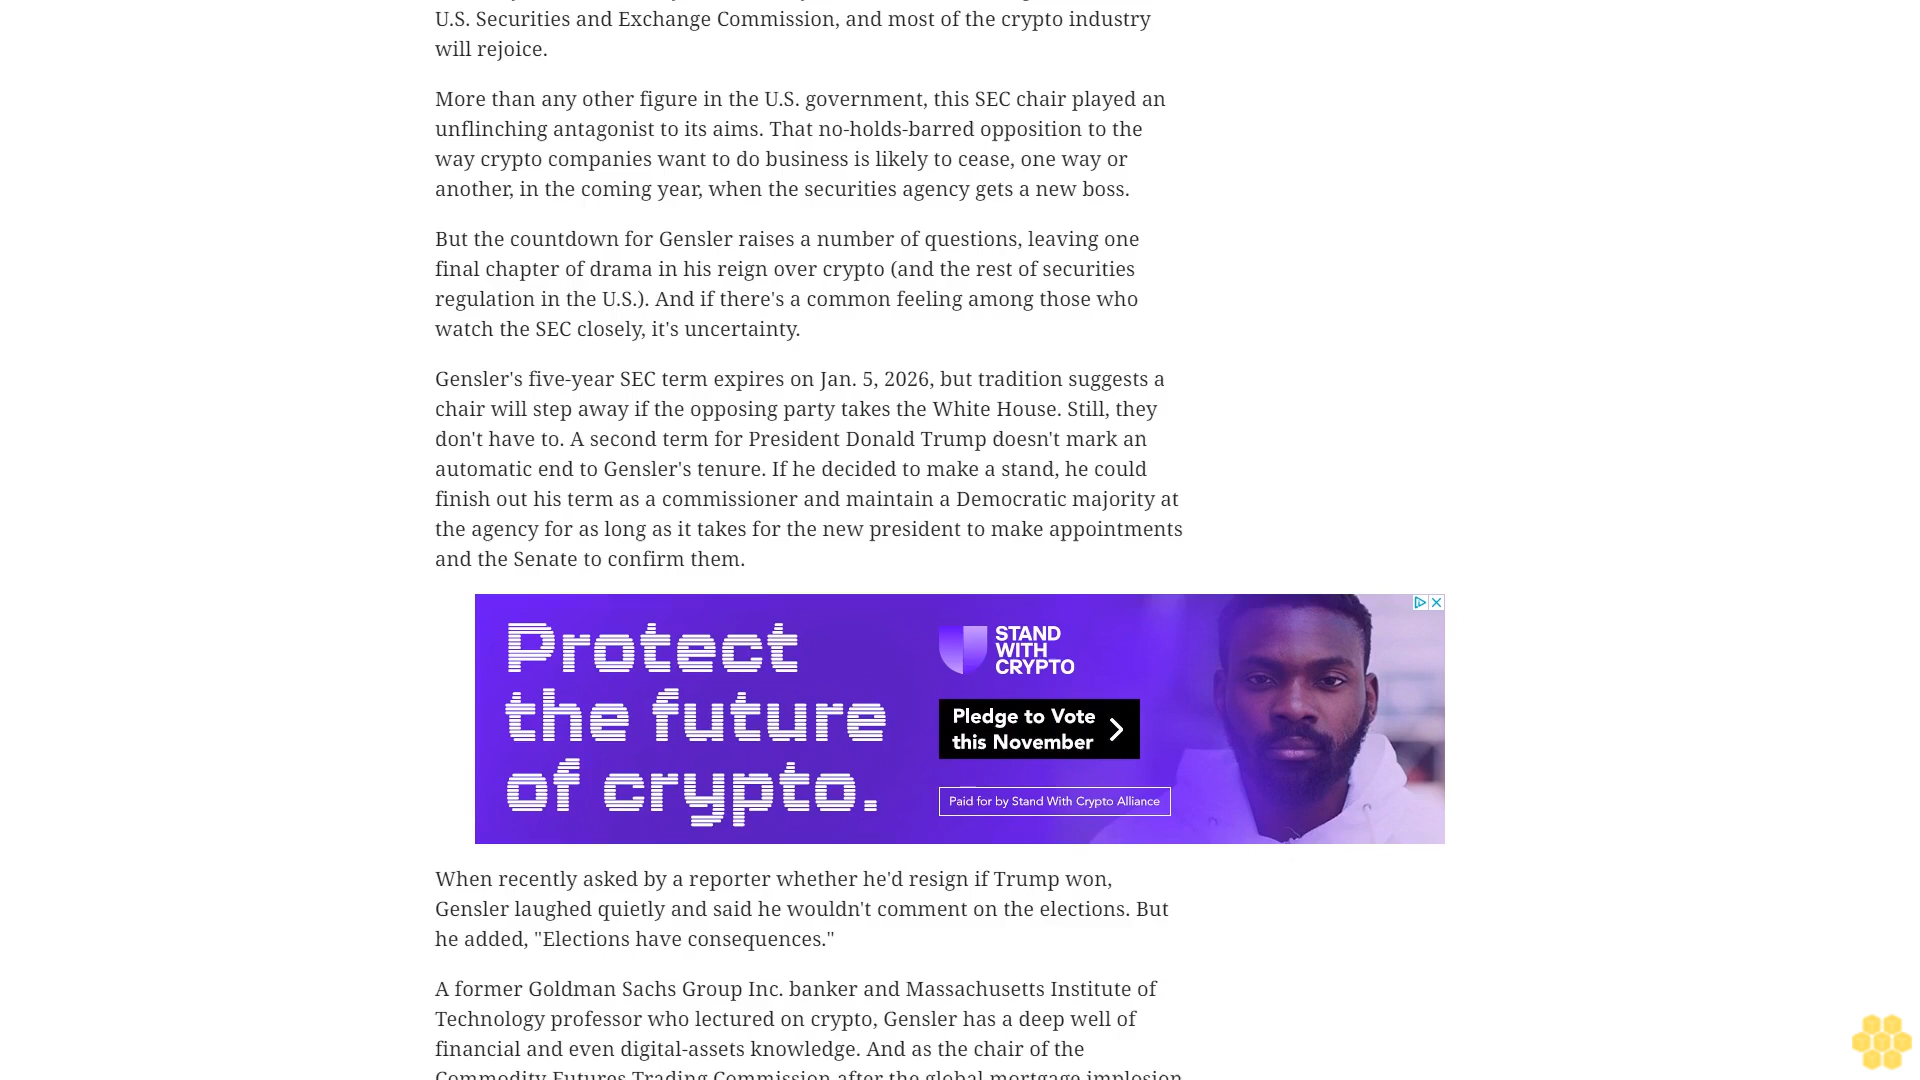 U.S. Securities and Exchange Commission, and most of the crypto industry
will rejoice.
More than any other figure in the U.S. government, this SEC chair played an
unflinching antagonist to its aims. That no-holds-barred opposition to the
way crypto companies want to do business is likely to cease, one way or
another, in the coming year, when the securities agency gets a new boss.
But the countdown for Gensler raises a number of questions, leaving one
final chapter of drama in his reign over crypto (and the rest of securities
regulation in the U.S.). And if there's a common feeling among those who
watch the SEC closely, it's uncertainty.
Gensler's five-year SEC term expires on Jan. 5, 2026, but tradition suggests a
chair will step away if the opposing party takes the White House. Still, they
don't have to. A second term for President Donald Trump doesn't mark an
automatic end to Gensler's tenure. If he decided to make a stand, he could
finish out his term as a commissioner and maintain a Democratic majority at
the agency for as long as it takes for the new president to make appointments
and the Senate to confirm them.
Protect
the future
of crypto.
STAND
WITH
CRYPTO
Pledge to Vote
this November
Paid for by Stand With Crypto Alliance
When recently asked by a reporter whether he'd resign if Trump won,
Gensler laughed quietly and said he wouldn't comment on the elections. But
he added, "Elections have consequences."
A former Goldman Sachs Group Inc. banker and Massachusetts Institute of
Technology professor who lectured on crypto, Gensler has a deep well of
financial and even digital-assets knowledge. And as the chair of the
Commodity Futures Trading Commission after the global mortgage implosion